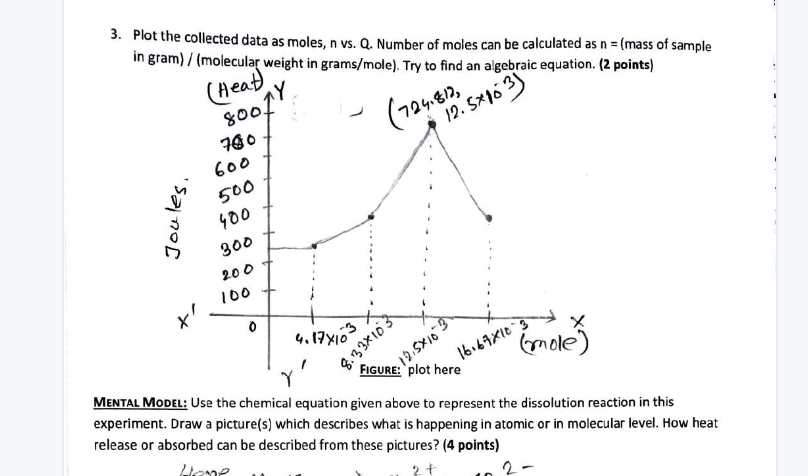 3. Plot the collected data as moles, n vs. Q. Number of moles can be calculated as n = (mass of sample
in gram) / (molecular weight in grams/mole). Try to find an algebraic equation. (2 points)
(Heat)
Y
(724.812,
12.5×10⁻³)
800
700
600
500
400
300
200
100
Joules.
X'
0
X
4.17×10⁻³
8.33×10⁻³
12.5×10⁻³
16.67×10⁻³
(mole)
Y'
FIGURE: plot here
MENTAL MODEL: Use the chemical equation given above to represent the dissolution reaction in this
experiment. Draw a picture(s) which describes what is happening in atomic or in molecular level. How heat
release or absorbed can be described from these pictures? (4 points)